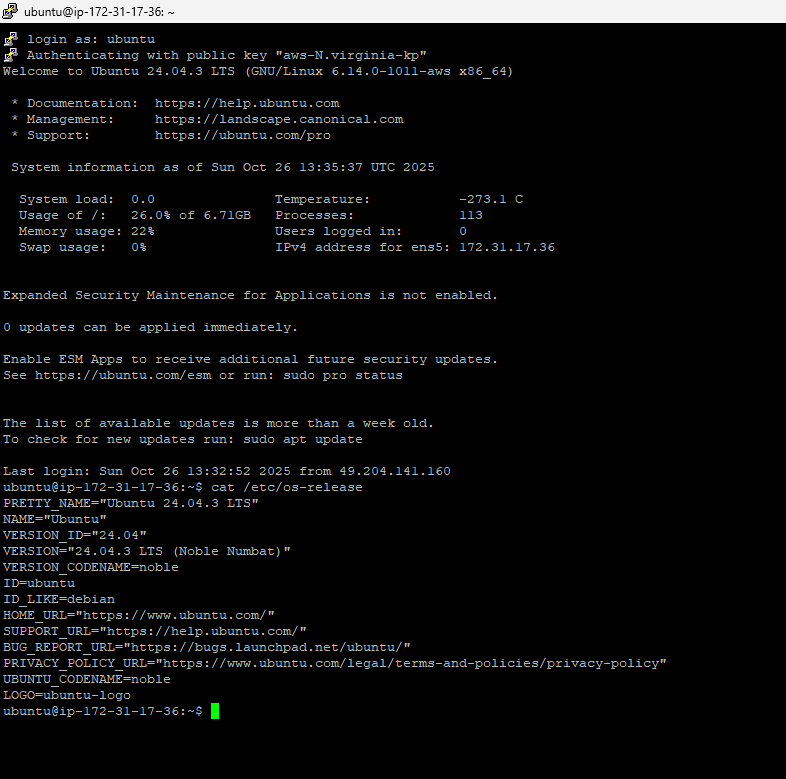 ubuntu@ip-172-31-17-36: ~
login as: ubuntu
Authenticating with public key "aws-N.virginia-kp"
Welcome to Ubuntu 24.04.3 LTS (GNU/Linux 6.14.0-1011-aws x86_64)

 * Documentation:  https://help.ubuntu.com
 * Management:     https://landscape.canonical.com
 * Support:        https://ubuntu.com/pro

 System information as of Sun Oct 26 13:35:37 UTC 2025

  System load:  0.0               Temperature:           -273.1 C
  Usage of /:   26.0% of 6.71GB   Processes:             113
  Memory usage: 22%               Users logged in:       0
  Swap usage:   0%                IPv4 address for ens5: 172.31.17.36


Expanded Security Maintenance for Applications is not enabled.

0 updates can be applied immediately.

Enable ESM Apps to receive additional future security updates.
See https://ubuntu.com/esm or run: sudo pro status


The list of available updates is more than a week old.
To check for new updates run: sudo apt update

Last login: Sun Oct 26 13:32:52 2025 from 49.204.141.160
ubuntu@ip-172-31-17-36:~$ cat /etc/os-release
PRETTY_NAME="Ubuntu 24.04.3 LTS"
NAME="Ubuntu"
VERSION_ID="24.04"
VERSION="24.04.3 LTS (Noble Numbat)"
VERSION_CODENAME=noble
ID=ubuntu
ID_LIKE=debian
HOME_URL="https://www.ubuntu.com/"
SUPPORT_URL="https://help.ubuntu.com/"
BUG_REPORT_URL="https://bugs.launchpad.net/ubuntu/"
PRIVACY_POLICY_URL="https://www.ubuntu.com/legal/terms-and-policies/privacy-policy"
UBUNTU_CODENAME=noble
LOGO=ubuntu-logo
ubuntu@ip-172-31-17-36:~$